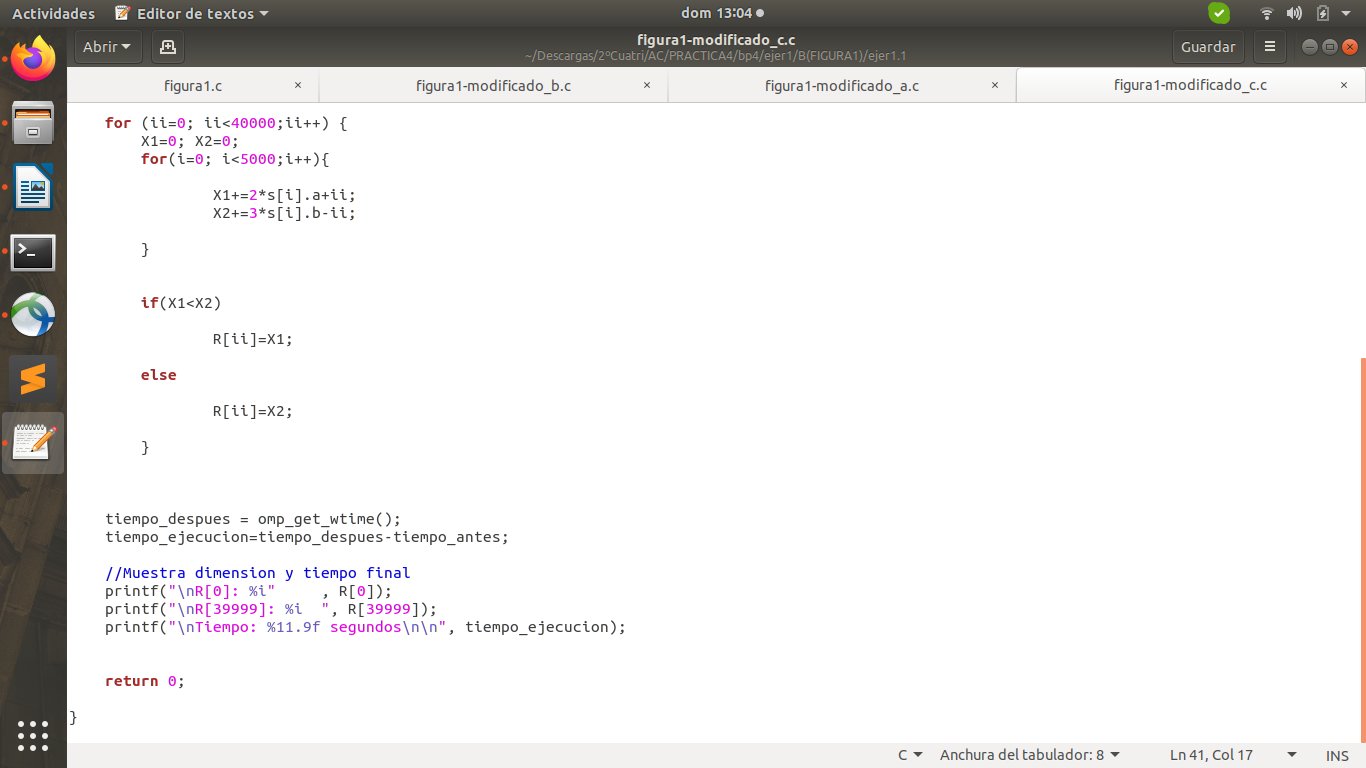 Actividades Editor de textos dom 13:04
Abrir figura1-modificado_c.c Guardar
~/Descargas/2ºCuatri/AC/PRACTICA4/bp4/ejer1/B(FIGURA1)/ejer1.1
figura1.c × figura1-modificado_b.c × figura1-modificado_a.c × figura1-modificado_c.c ×
for (ii=0; ii<40000;ii++) {
X1=0; X2=0;
for(i=0; i<5000;i++){
X1+=2*s[i].a+ii;
X2+=3*s[i].b-ii;
}
if(X1<X2)
R[ii]=X1;
else
R[ii]=X2;
}
tiempo_despues = omp_get_wtime();
tiempo_ejecucion=tiempo_despues-tiempo_antes;
//Muestra dimension y tiempo final
printf("\nR[0]: %i"     , R[0]);
printf("\nR[39999]: %i  ", R[39999]);
printf("\nTiempo: %11.9f segundos\n\n", tiempo_ejecucion);
return 0;
}
C Anchura del tabulador: 8 Ln 41, Col 17 INS